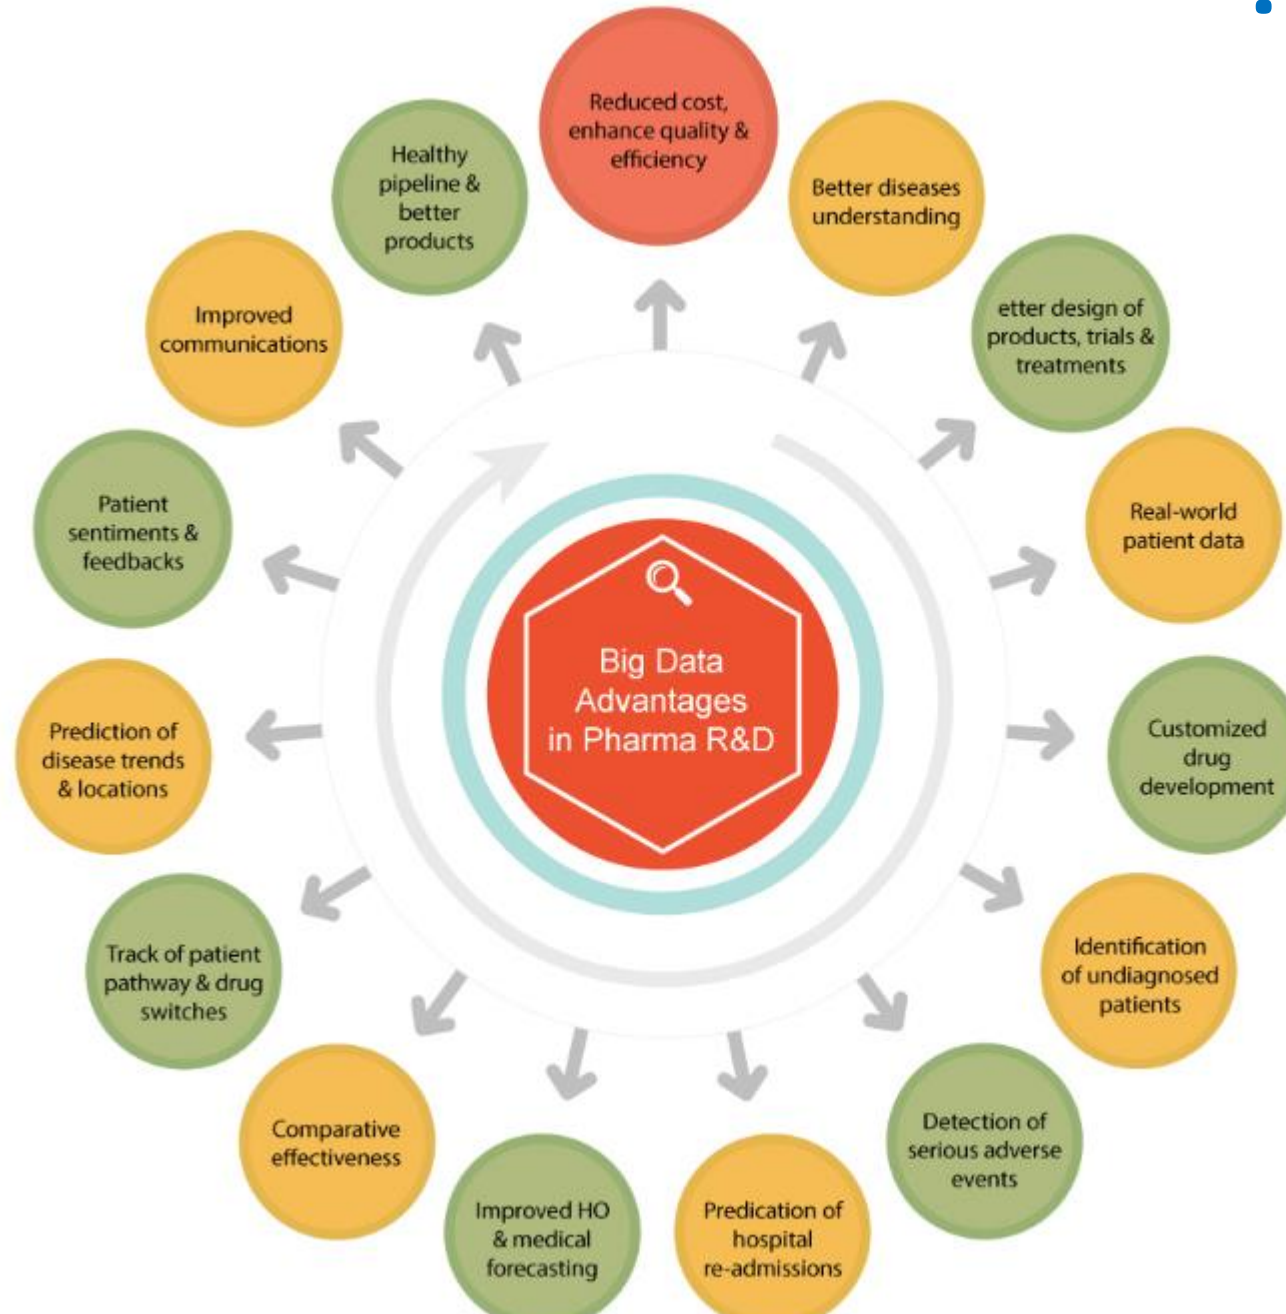 Reduced cost,
enhance quality &
efficiency
Better diseases
understanding
etter design of
products, trials &
treatments
Real-world
patient data
Customized
drug
development
Identification
of undiagnosed
patients
Detection of
serious adverse
events
Predication of
hospital
re-admissions
Improved HO
& medical
forecasting
Comparative
effectiveness
Track of patient
pathway & drug
switches
Prediction of
disease trends
& locations
Patient
sentiments &
feedbacks
Improved
communications
Healthy
pipeline &
better
products
Big Data
Advantages
in Pharma R&D